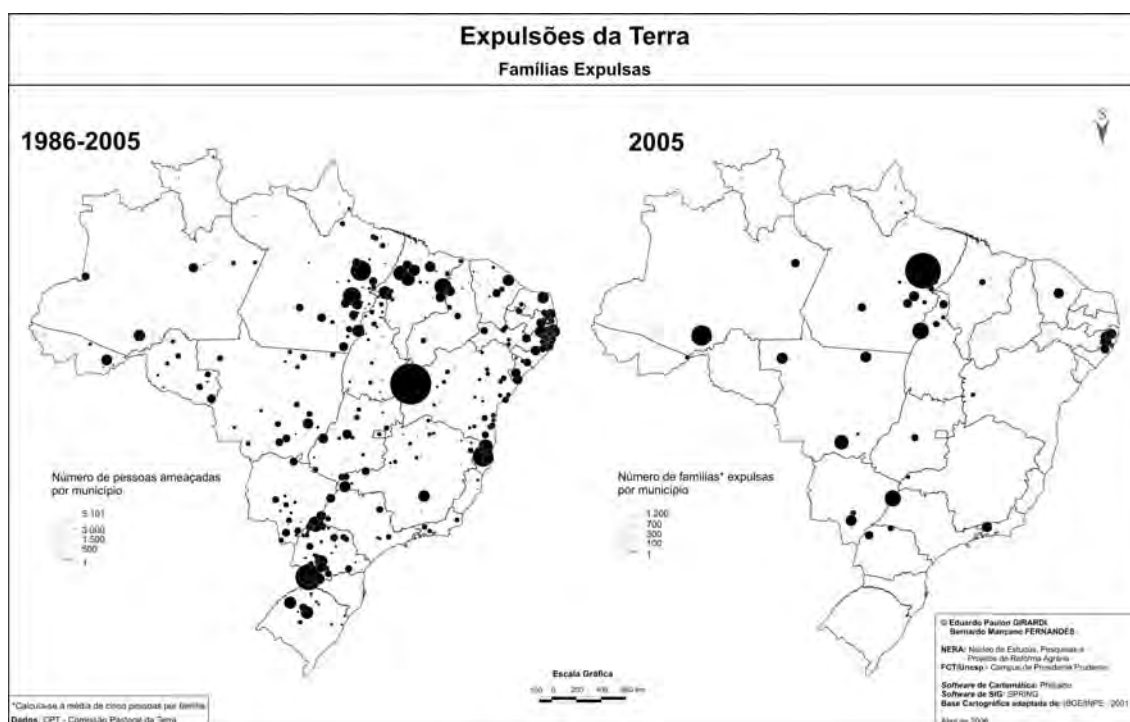 Expulsões da Terra
Famílias Expulsas
1986-2005
2005
S
Número de pessoas ameaçadas
por município
5.101
3.000
1.500
500
1
Número de famílias* expulsas
por município
1.200
700
300
100
1
Escala Gráfica
200 400
*Calcula-se a média de cinco pessoas por família
Dados: CPT - Comissão Pastoral da Terra
© Eduardo Paulon GIRARDI
Bernardo Mançano FERNANDES
NERA: Núcleo de Estudos, Pesquisas e
Projetos de Reforma Agrária
FCT/Unesp - Campus de Presidente Prudente
Software de Cartomática: Philcarto
Software de SIG: SPRING
Base Cartográfica adaptada de: IBGE/INPE - 2001